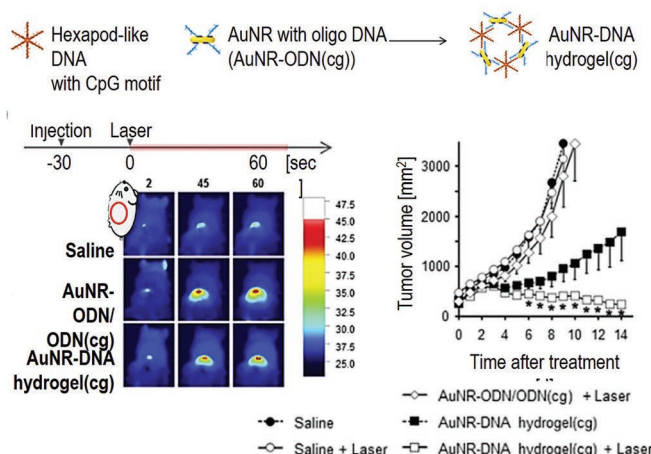 Hexapod-like
DNA
with CpG motif
AuNR with oligo DNA
(AuNR-ODN(cg))
AuNR-DNA
hydrogel(cg)
Injection Laser
-30 0 60 [sec
]
2 45 60
Saline
AuNR-
ODN/
ODN(cg)
AuNR-DNA
hydrogel(cg)
47.5
45.0
42.5
40.0
37.5
35.0
32.5
30.0
27.5
25.0
Tumor volume [mm²]
3000
2000
1000
0
0 2 4 6 8 10 12 14
Time after treatment
★ ★ ★ ★ ★ ★ ★ ★ ★
Saline
Saline + Laser
AuNR-ODN/ODN(cg) + Laser
AuNR-DNA hydrogel(cg)
AuNR-DNA hydrogel(cg) + Laser